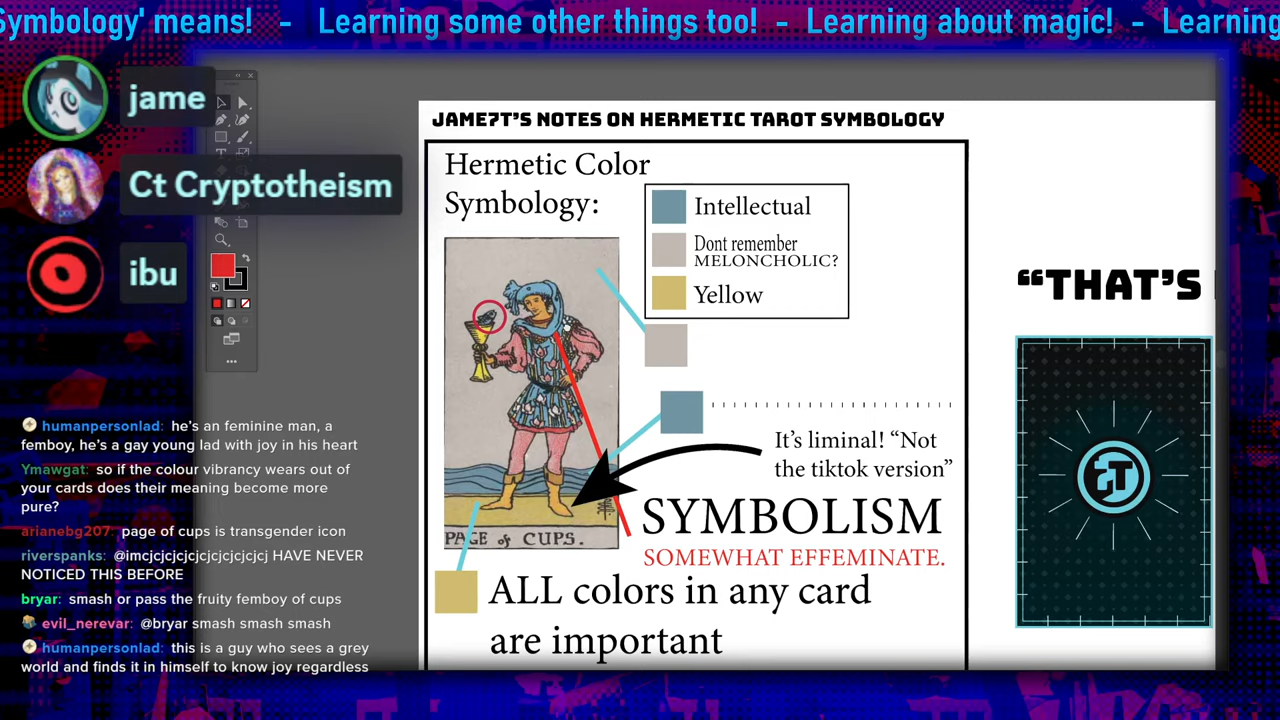 Symbology' means!   -   Learning some other things too!  -  Learning about magic!  -  Learning
jame
Ct Cryptotheism
ibu
humanpersonlad: he's an feminine man, a
femboy, he's a gay young lad with joy in his heart
Ymawgat: so if the colour vibrancy wears out of
your cards does their meaning become more
pure?
arianebg207: page of cups is transgender icon
riverspanks: @imcjcjcjcjcjcjcjcjcj HAVE NEVER
NOTICED THIS BEFORE
bryar: smash or pass the fruity femboy of cups
evil_nerevar: @bryar smash smash smash
humanpersonlad: this is a guy who sees a grey
world and finds it in himself to know joy regardless
JAME7T'S NOTES ON HERMETIC TAROT SYMBOLOGY
Hermetic Color
Symbology:
Intellectual
Dont remember
MELONCHOLIC?
Yellow
It's liminal! “Not
the tiktok version”
SYMBOLISM
SOMEWHAT EFFEMINATE.
PAGE of CUPS.
ALL colors in any card
are important
“THAT'S